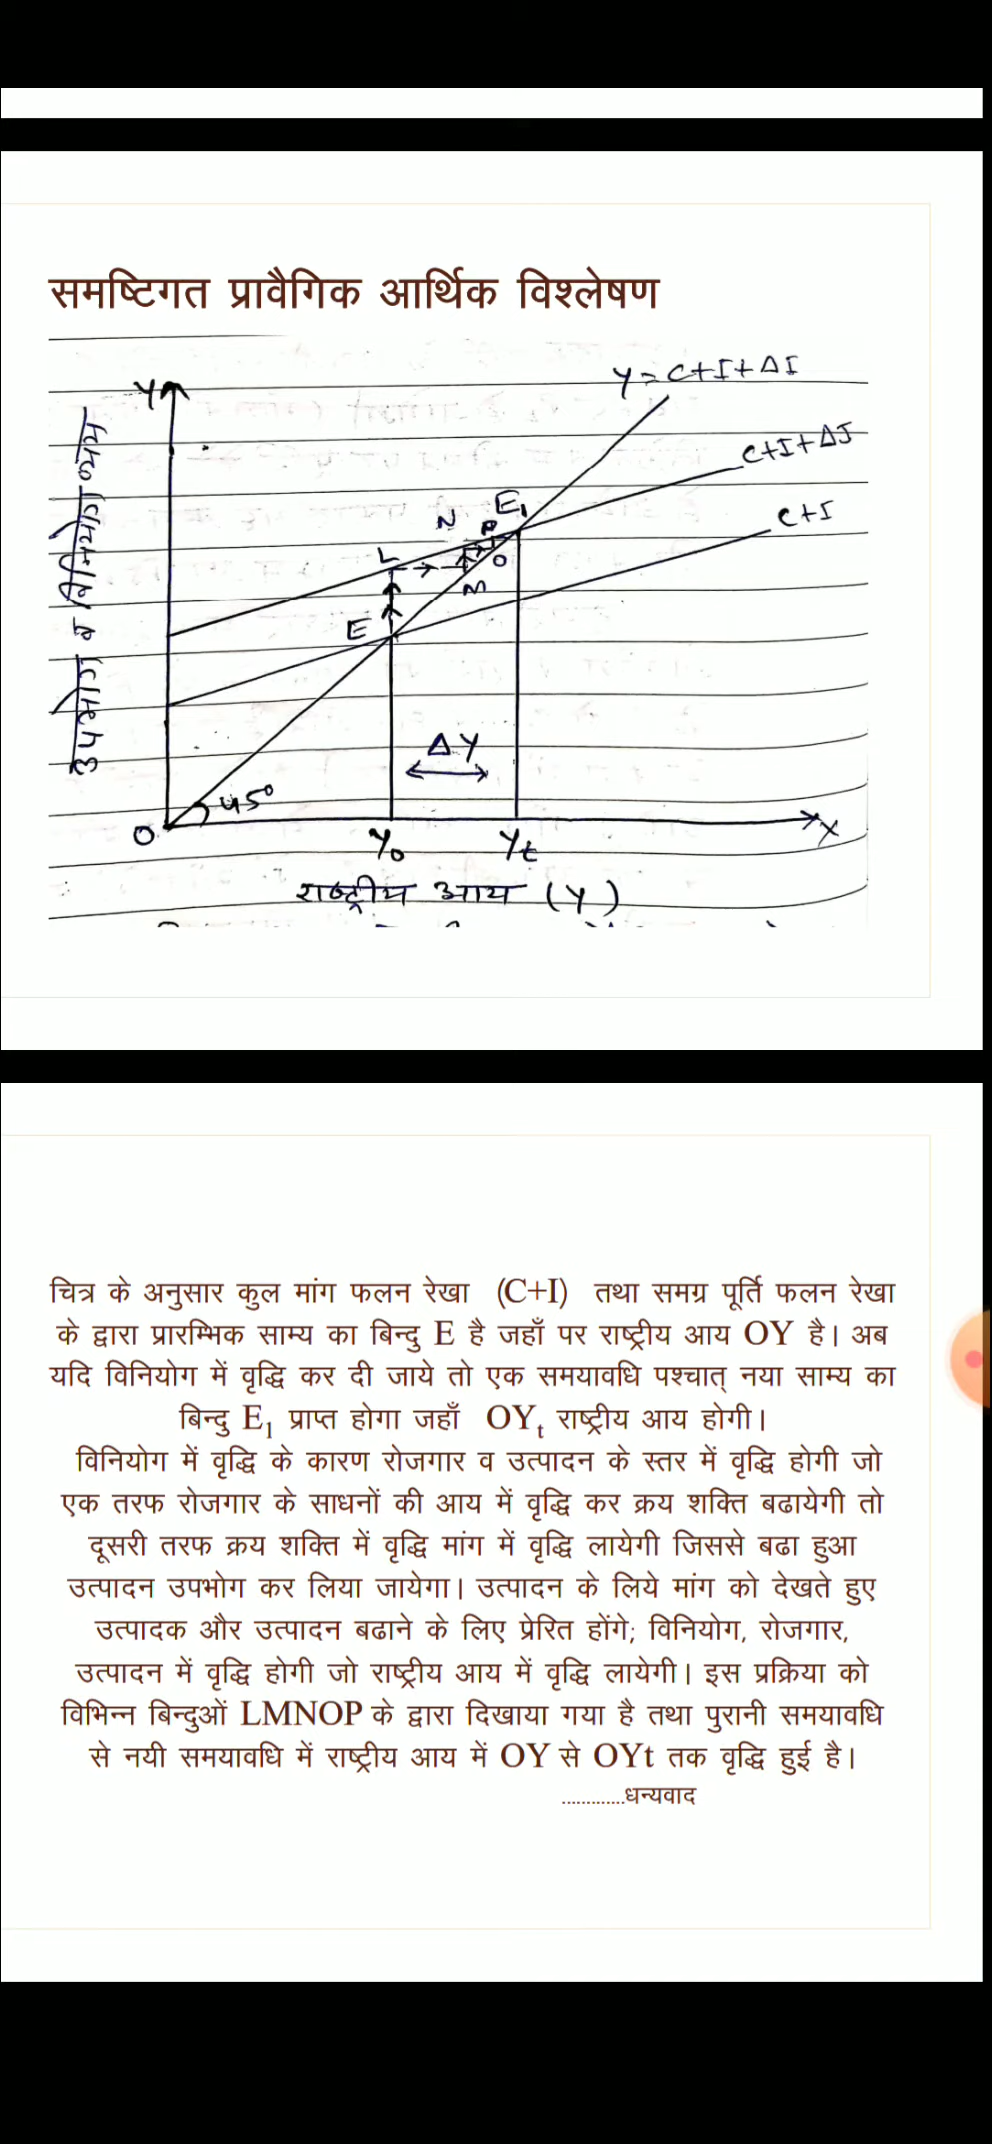 समष्टिगत प्रावैगिक आर्थिक विश्लेषण
Y
Y = C+I+ΔI
C+I+ΔI
C+I
उपभोग व विनियोग व्यय
N P E₁
L
O
M
E
ΔY
45°
O
Y₀ Yt
X
राष्ट्रीय आय (Y)
चित्र के अनुसार कुल मांग फलन रेखा (C+I) तथा समग्र पूर्ति फलन रेखा
के द्वारा प्रारम्भिक साम्य का बिन्दु E है जहाँ पर राष्ट्रीय आय OY है। अब
यदि विनियोग में वृद्धि कर दी जाये तो एक समयावधि पश्चात् नया साम्य का
बिन्दु E₁ प्राप्त होगा जहाँ OYₜ राष्ट्रीय आय होगी।
विनियोग में वृद्धि के कारण रोजगार व उत्पादन के स्तर में वृद्धि होगी जो
एक तरफ रोजगार के साधनों की आय में वृद्धि कर क्रय शक्ति बढायेगी तो
दूसरी तरफ क्रय शक्ति में वृद्धि मांग में वृद्धि लायेगी जिससे बढा हुआ
उत्पादन उपभोग कर लिया जायेगा। उत्पादन के लिये मांग को देखते हुए
उत्पादक और उत्पादन बढाने के लिए प्रेरित होंगे; विनियोग, रोजगार,
उत्पादन में वृद्धि होगी जो राष्ट्रीय आय में वृद्धि लायेगी। इस प्रक्रिया को
विभिन्न बिन्दुओं LMNOP के द्वारा दिखाया गया है तथा पुरानी समयावधि
से नयी समयावधि में राष्ट्रीय आय में OY से OYt तक वृद्धि हुई है।
.............धन्यवाद